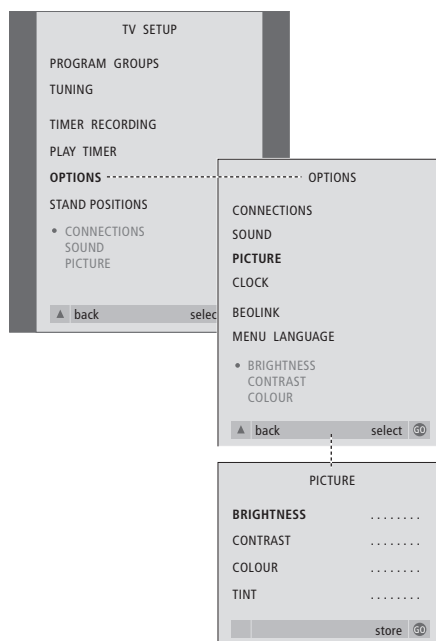 TV SETUP
PROGRAM GROUPS
TUNING
TIMER RECORDING
PLAY TIMER
OPTIONS
STAND POSITIONS
• CONNECTIONS
SOUND
PICTURE
▲ back selec
OPTIONS
CONNECTIONS
SOUND
PICTURE
CLOCK
BEOLINK
MENU LANGUAGE
• BRIGHTNESS
CONTRAST
COLOUR
▲ back select GO
PICTURE
BRIGHTNESS ........
CONTRAST ........
COLOUR ........
TINT ........
store GO